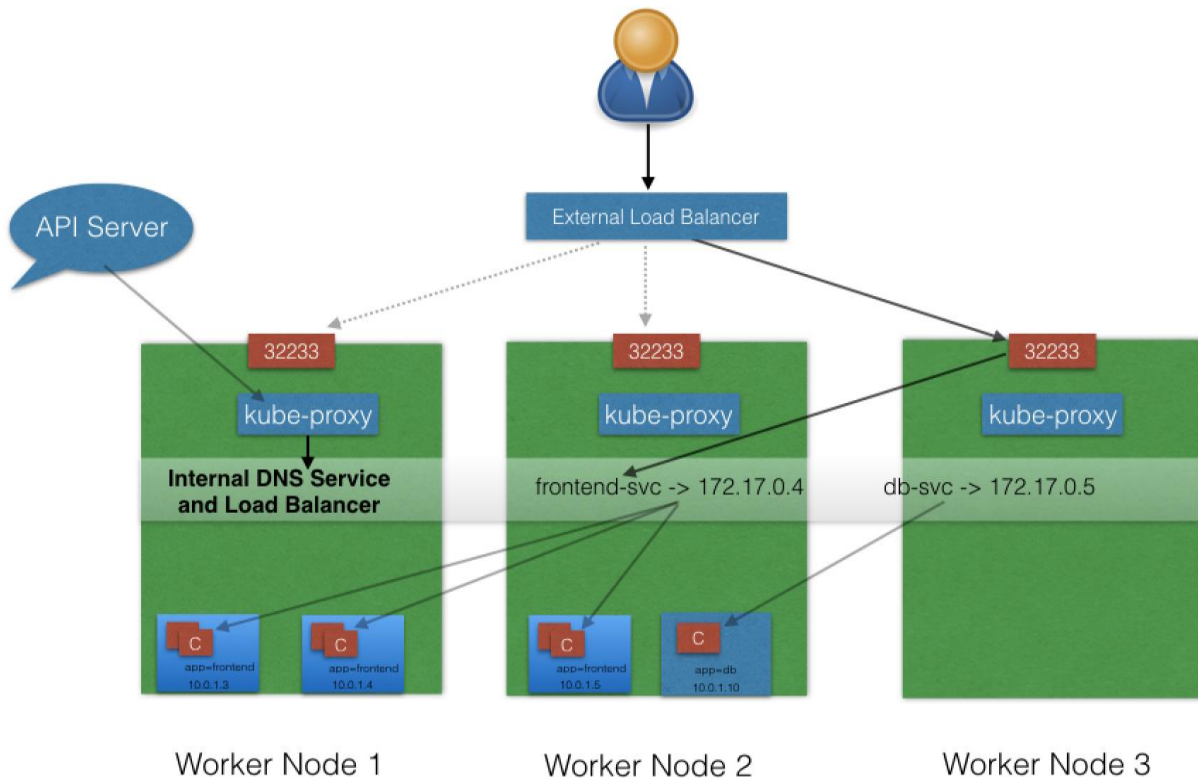 External Load Balancer
API Server
32233
32233
32233
kube-proxy
kube-proxy
kube-proxy
Internal DNS Service
and Load Balancer
frontend-svc -> 172.17.0.4
db-svc -> 172.17.0.5
C
app=frontend
10.0.1.3
C
app=frontend
10.0.1.4
C
app=frontend
10.0.1.5
C
app=db
10.0.1.10
Worker Node 1
Worker Node 2
Worker Node 3